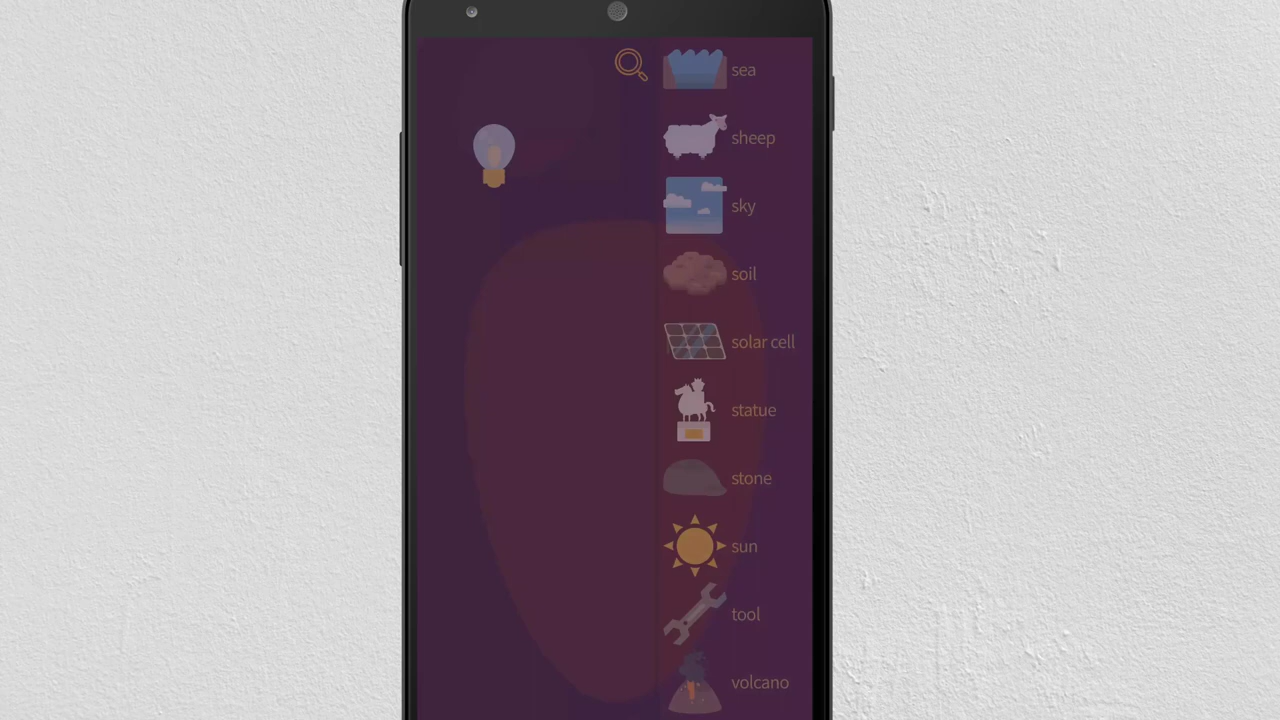 sea
sheep
sky
soil
solar cell
statue
stone
sun
tool
volcano